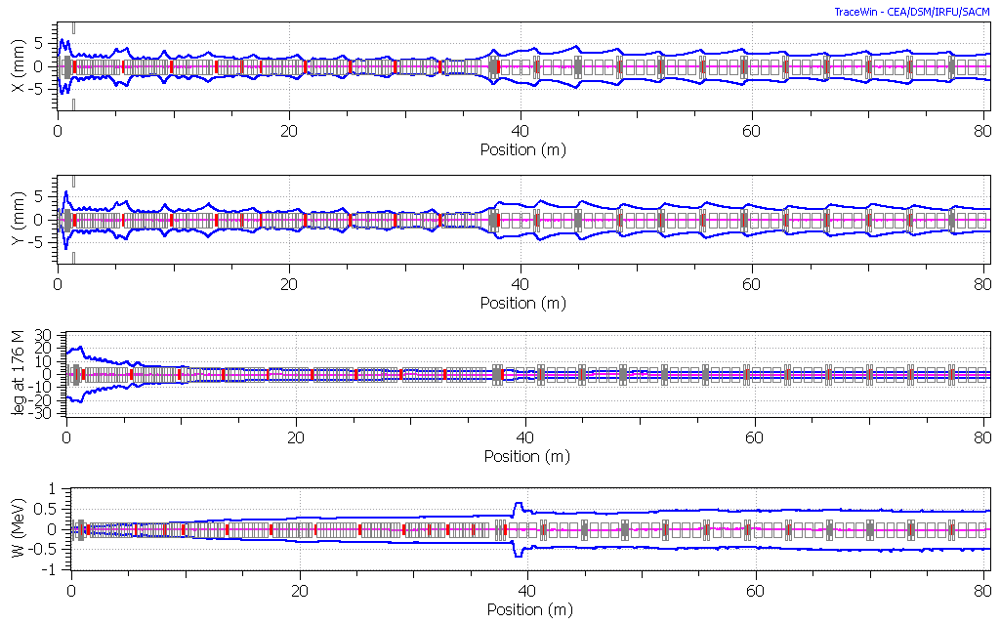 TraceWin - CEA/DSM/IRFU/SACM
X (mm)
5
0
-5
0 20 40 60 80
Position (m)
Y (mm)
5
0
-5
0 20 40 60 80
Position (m)
leg at 176 M
30
20
10
0
-10
-20
-30
0 20 40 60 80
Position (m)
W (MeV)
1
0.5
0
-0.5
-1
0 20 40 60 80
Position (m)